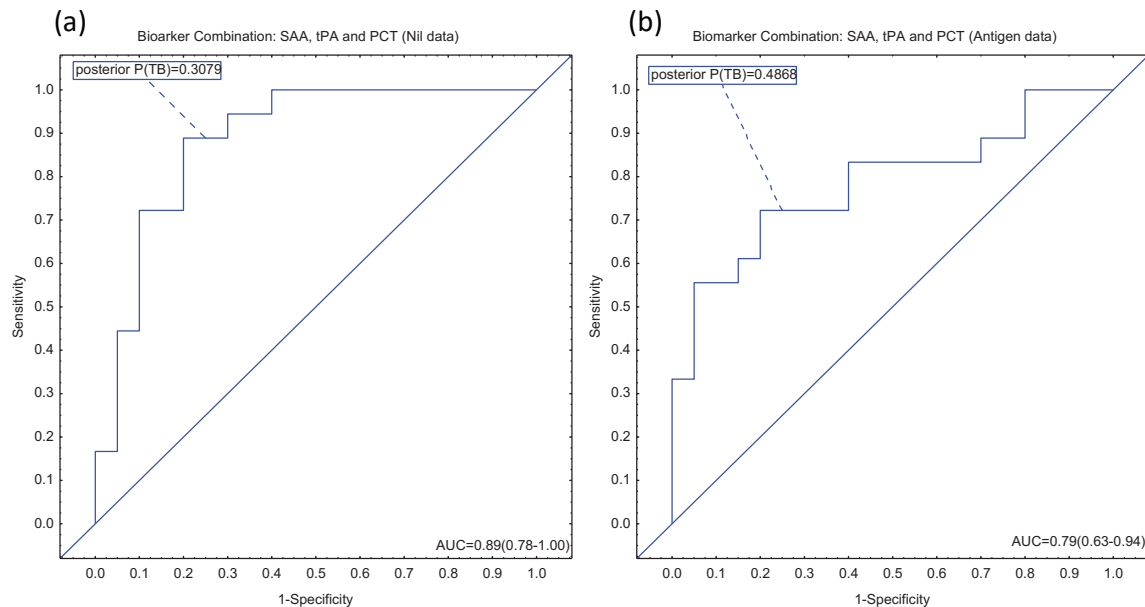 (a)
Bioarker Combination: SAA, tPA and PCT (Nil data)
posterior P(TB)=0.3079
1.0
0.9
0.8
0.7
0.6
0.5
0.4
0.3
0.2
0.1
0.0
Sensitivity
AUC=0.89(0.78-1.00)
0.0 0.1 0.2 0.3 0.4 0.5 0.6 0.7 0.8 0.9 1.0
1-Specificity
(b)
Biomarker Combination: SAA, tPA and PCT (Antigen data)
posterior P(TB)=0.4868
1.0
0.9
0.8
0.7
0.6
0.5
0.4
0.3
0.2
0.1
0.0
Sensitivity
AUC=0.79(0.63-0.94)
0.0 0.1 0.2 0.3 0.4 0.5 0.6 0.7 0.8 0.9 1.0
1-Specificity